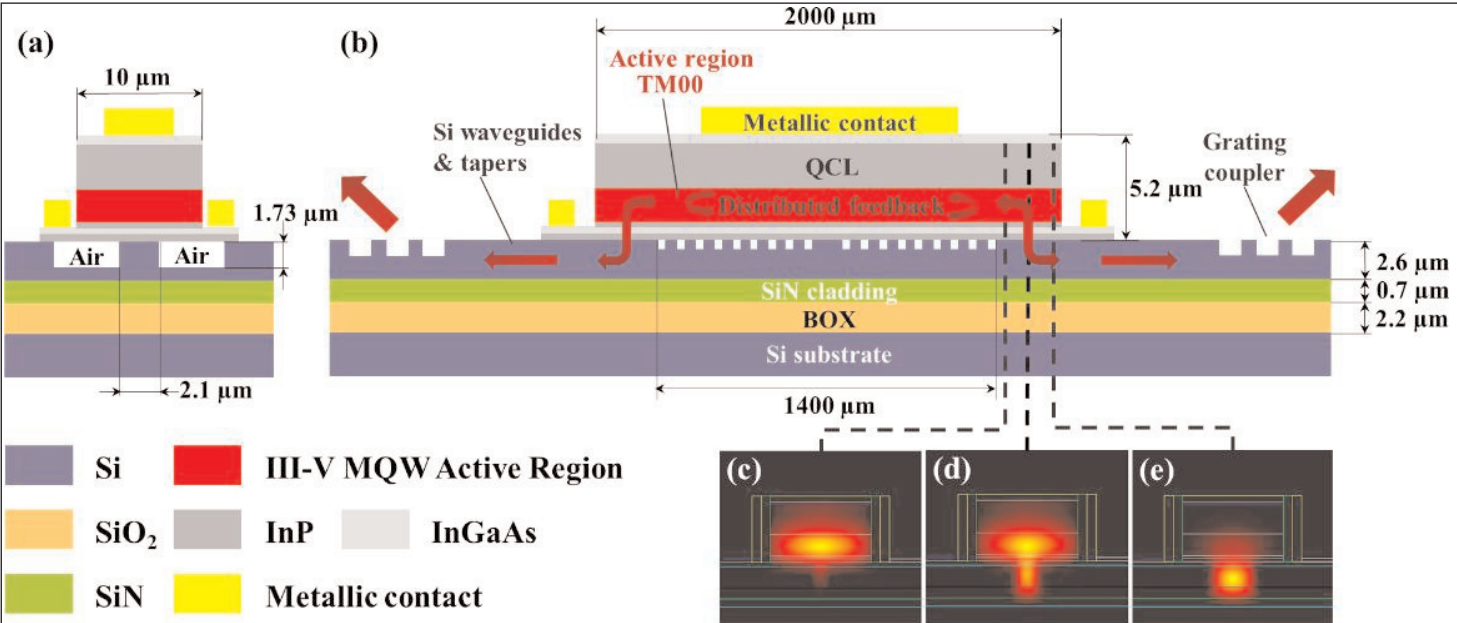 (a)
10 µm
1.73 µm
Air
Air
2.1 µm
(b)
2000 µm
Active region
TM00
Metallic contact
Si waveguides
& tapers
QCL
Grating
coupler
5.2 µm
Distributed feedback
2.6 µm
SiN cladding
0.7 µm
BOX
2.2 µm
Si substrate
1400 µm
Si
III-V MQW Active Region
SiO₂
InP
InGaAs
SiN
Metallic contact
(c)
(d)
(e)